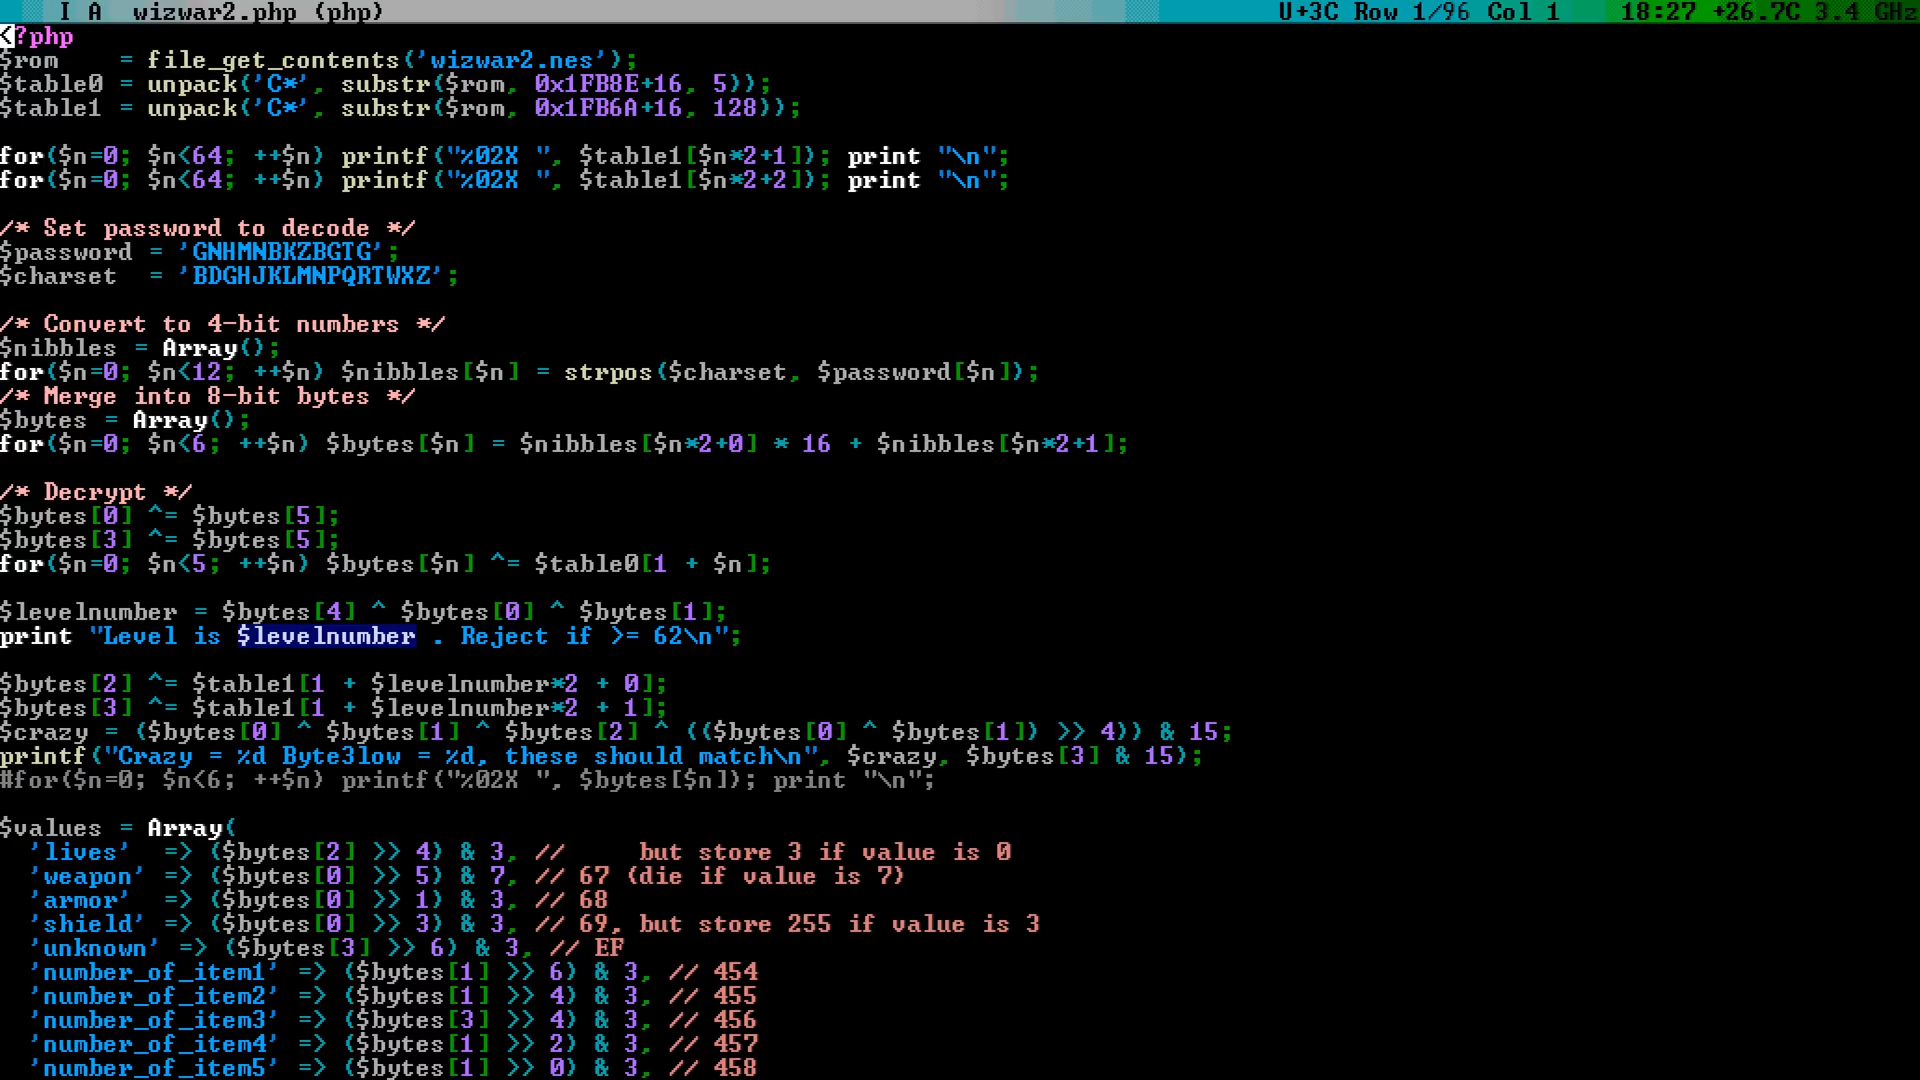 I A  wizwar2.php (php)  U+3C Row 1/96 Col 1  18:27 +26.7C 3.4 GHz
<?php
$rom    = file_get_contents('wizwar2.nes');
$table0 = unpack('C*', substr($rom, 0x1FB8E+16, 5));
$table1 = unpack('C*', substr($rom, 0x1FB6A+16, 128));

for($n=0; $n<64; ++$n) printf("%02X ", $table1[$n*2+1]); print "\n";
for($n=0; $n<64; ++$n) printf("%02X ", $table1[$n*2+2]); print "\n";

/* Set password to decode */
$password = 'GNHMNBKZBGTG';
$charset  = 'BDGHJKLMNPQRTWXZ';

/* Convert to 4-bit numbers */
$nibbles = Array();
for($n=0; $n<12; ++$n) $nibbles[$n] = strpos($charset, $password[$n]);
/* Merge into 8-bit bytes */
$bytes = Array();
for($n=0; $n<6; ++$n) $bytes[$n] = $nibbles[$n*2+0] * 16 + $nibbles[$n*2+1];

/* Decrypt */
$bytes[0] ^= $bytes[5];
$bytes[3] ^= $bytes[5];
for($n=0; $n<5; ++$n) $bytes[$n] ^= $table0[1 + $n];

$levelnumber = $bytes[4] ^ $bytes[0] ^ $bytes[1];
print "Level is $levelnumber . Reject if >= 62\n";

$bytes[2] ^= $table1[1 + $levelnumber*2 + 0];
$bytes[3] ^= $table1[1 + $levelnumber*2 + 1];
$crazy = ($bytes[0] ^ $bytes[1] ^ $bytes[2] ^ (($bytes[0] ^ $bytes[1]) >> 4)) & 15;
printf("Crazy = %d Byte3low = %d, these should match\n", $crazy, $bytes[3] & 15);
#for($n=0; $n<6; ++$n) printf("%02X ", $bytes[$n]); print "\n";

$values = Array(
  'lives'  => ($bytes[2] >> 4) & 3, //     but store 3 if value is 0
  'weapon' => ($bytes[0] >> 5) & 7, // 67 (die if value is 7)
  'armor'  => ($bytes[0] >> 1) & 3, // 68
  'shield' => ($bytes[0] >> 3) & 3, // 69, but store 255 if value is 3
  'unknown' => ($bytes[3] >> 6) & 3, // EF
  'number_of_item1' => ($bytes[1] >> 6) & 3, // 454
  'number_of_item2' => ($bytes[1] >> 4) & 3, // 455
  'number_of_item3' => ($bytes[3] >> 4) & 3, // 456
  'number_of_item4' => ($bytes[1] >> 2) & 3, // 457
  'number_of_item5' => ($bytes[1] >> 0) & 3, // 458